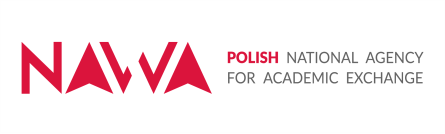 NAWA
POLISH NATIONAL AGENCY
FOR ACADEMIC EXCHANGE